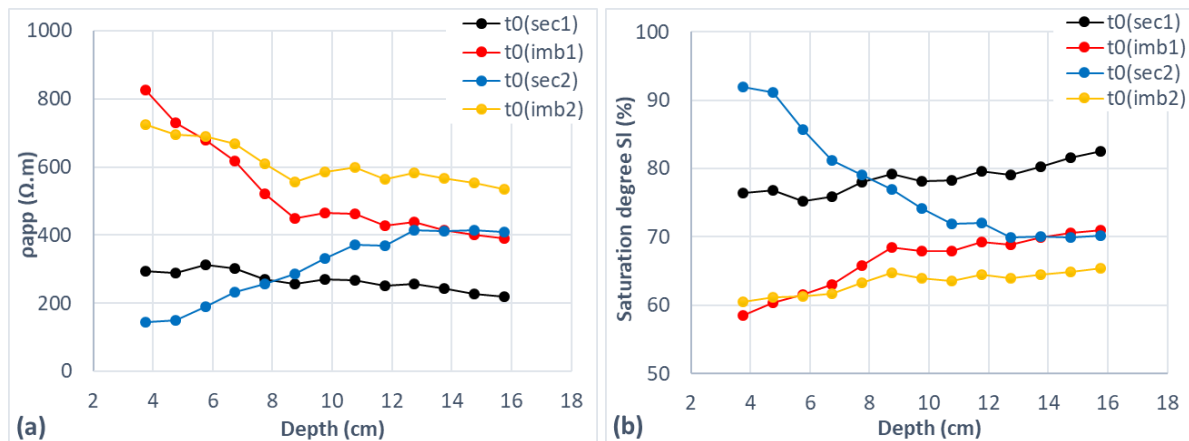 1000
800
600
400
200
0
ρapp (Ω.m)
2 4 6 8 10 12 14 16 18
Depth (cm)
(a)
t0(sec1)
t0(imb1)
t0(sec2)
t0(imb2)
100
90
80
70
60
50
Saturation degree Sl (%)
2 4 6 8 10 12 14 16 18
Depth (cm)
(b)
t0(sec1)
t0(imb1)
t0(sec2)
t0(imb2)